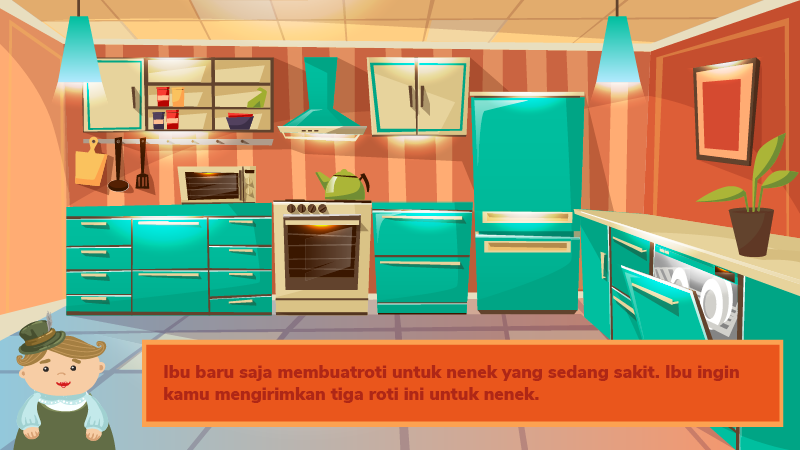 Ibu baru saja membuatroti untuk nenek yang sedang sakit. Ibu ingin
kamu mengirimkan tiga roti ini untuk nenek.